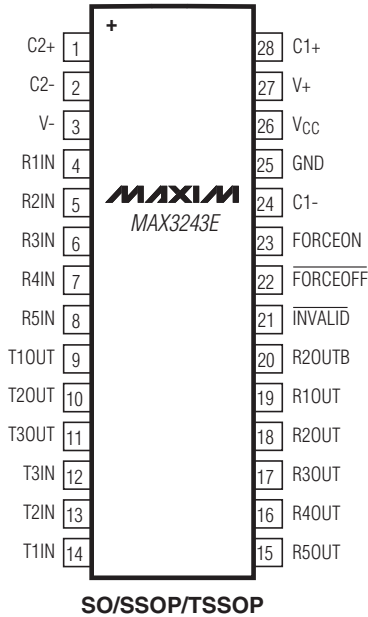 +
C2+ 1 28 C1+
C2- 2 27 V+
V- 3 26 VCC
R1IN 4 25 GND
R2IN 5 MAXIM 24 C1-
R3IN 6 MAX3243E 23 FORCEON
R4IN 7 22 FORCEOFF
R5IN 8 21 INVALID
T1OUT 9 20 R2OUTB
T2OUT 10 19 R1OUT
T3OUT 11 18 R2OUT
T3IN 12 17 R3OUT
T2IN 13 16 R4OUT
T1IN 14 15 R5OUT
SO/SSOP/TSSOP